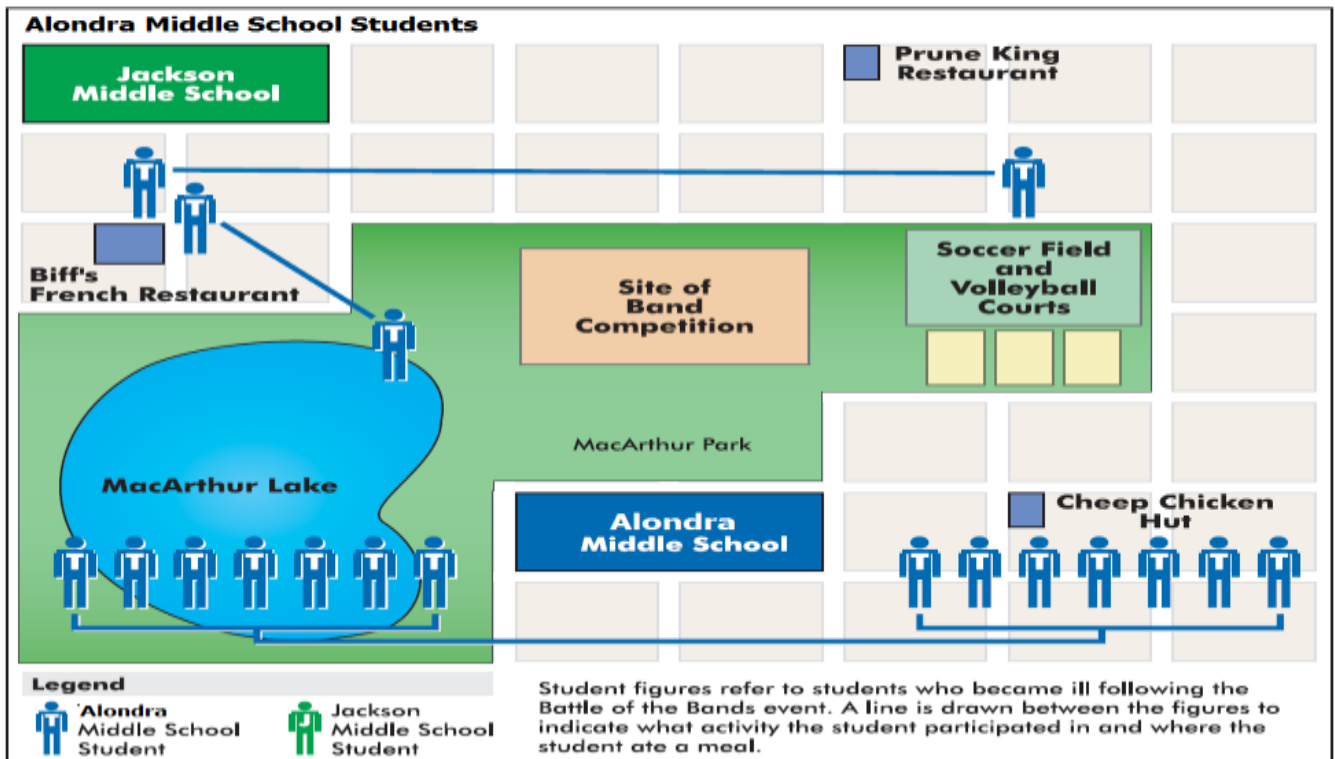 Alondra Middle School Students
Jackson
Middle School
Prune King
Restaurant
Biff's
French Restaurant
Site of
Band
Competition
Soccer Field
and
Volleyball
Courts
MacArthur Park
MacArthur Lake
Alondra
Middle School
Cheep Chicken
Hut
Legend
'Alondra
Middle School
Student
Jackson
Middle School
Student
Student figures refer to students who became ill following the
Battle of the Bands event. A line is drawn between the figures to
indicate what activity the student participated in and where the
student ate a meal.